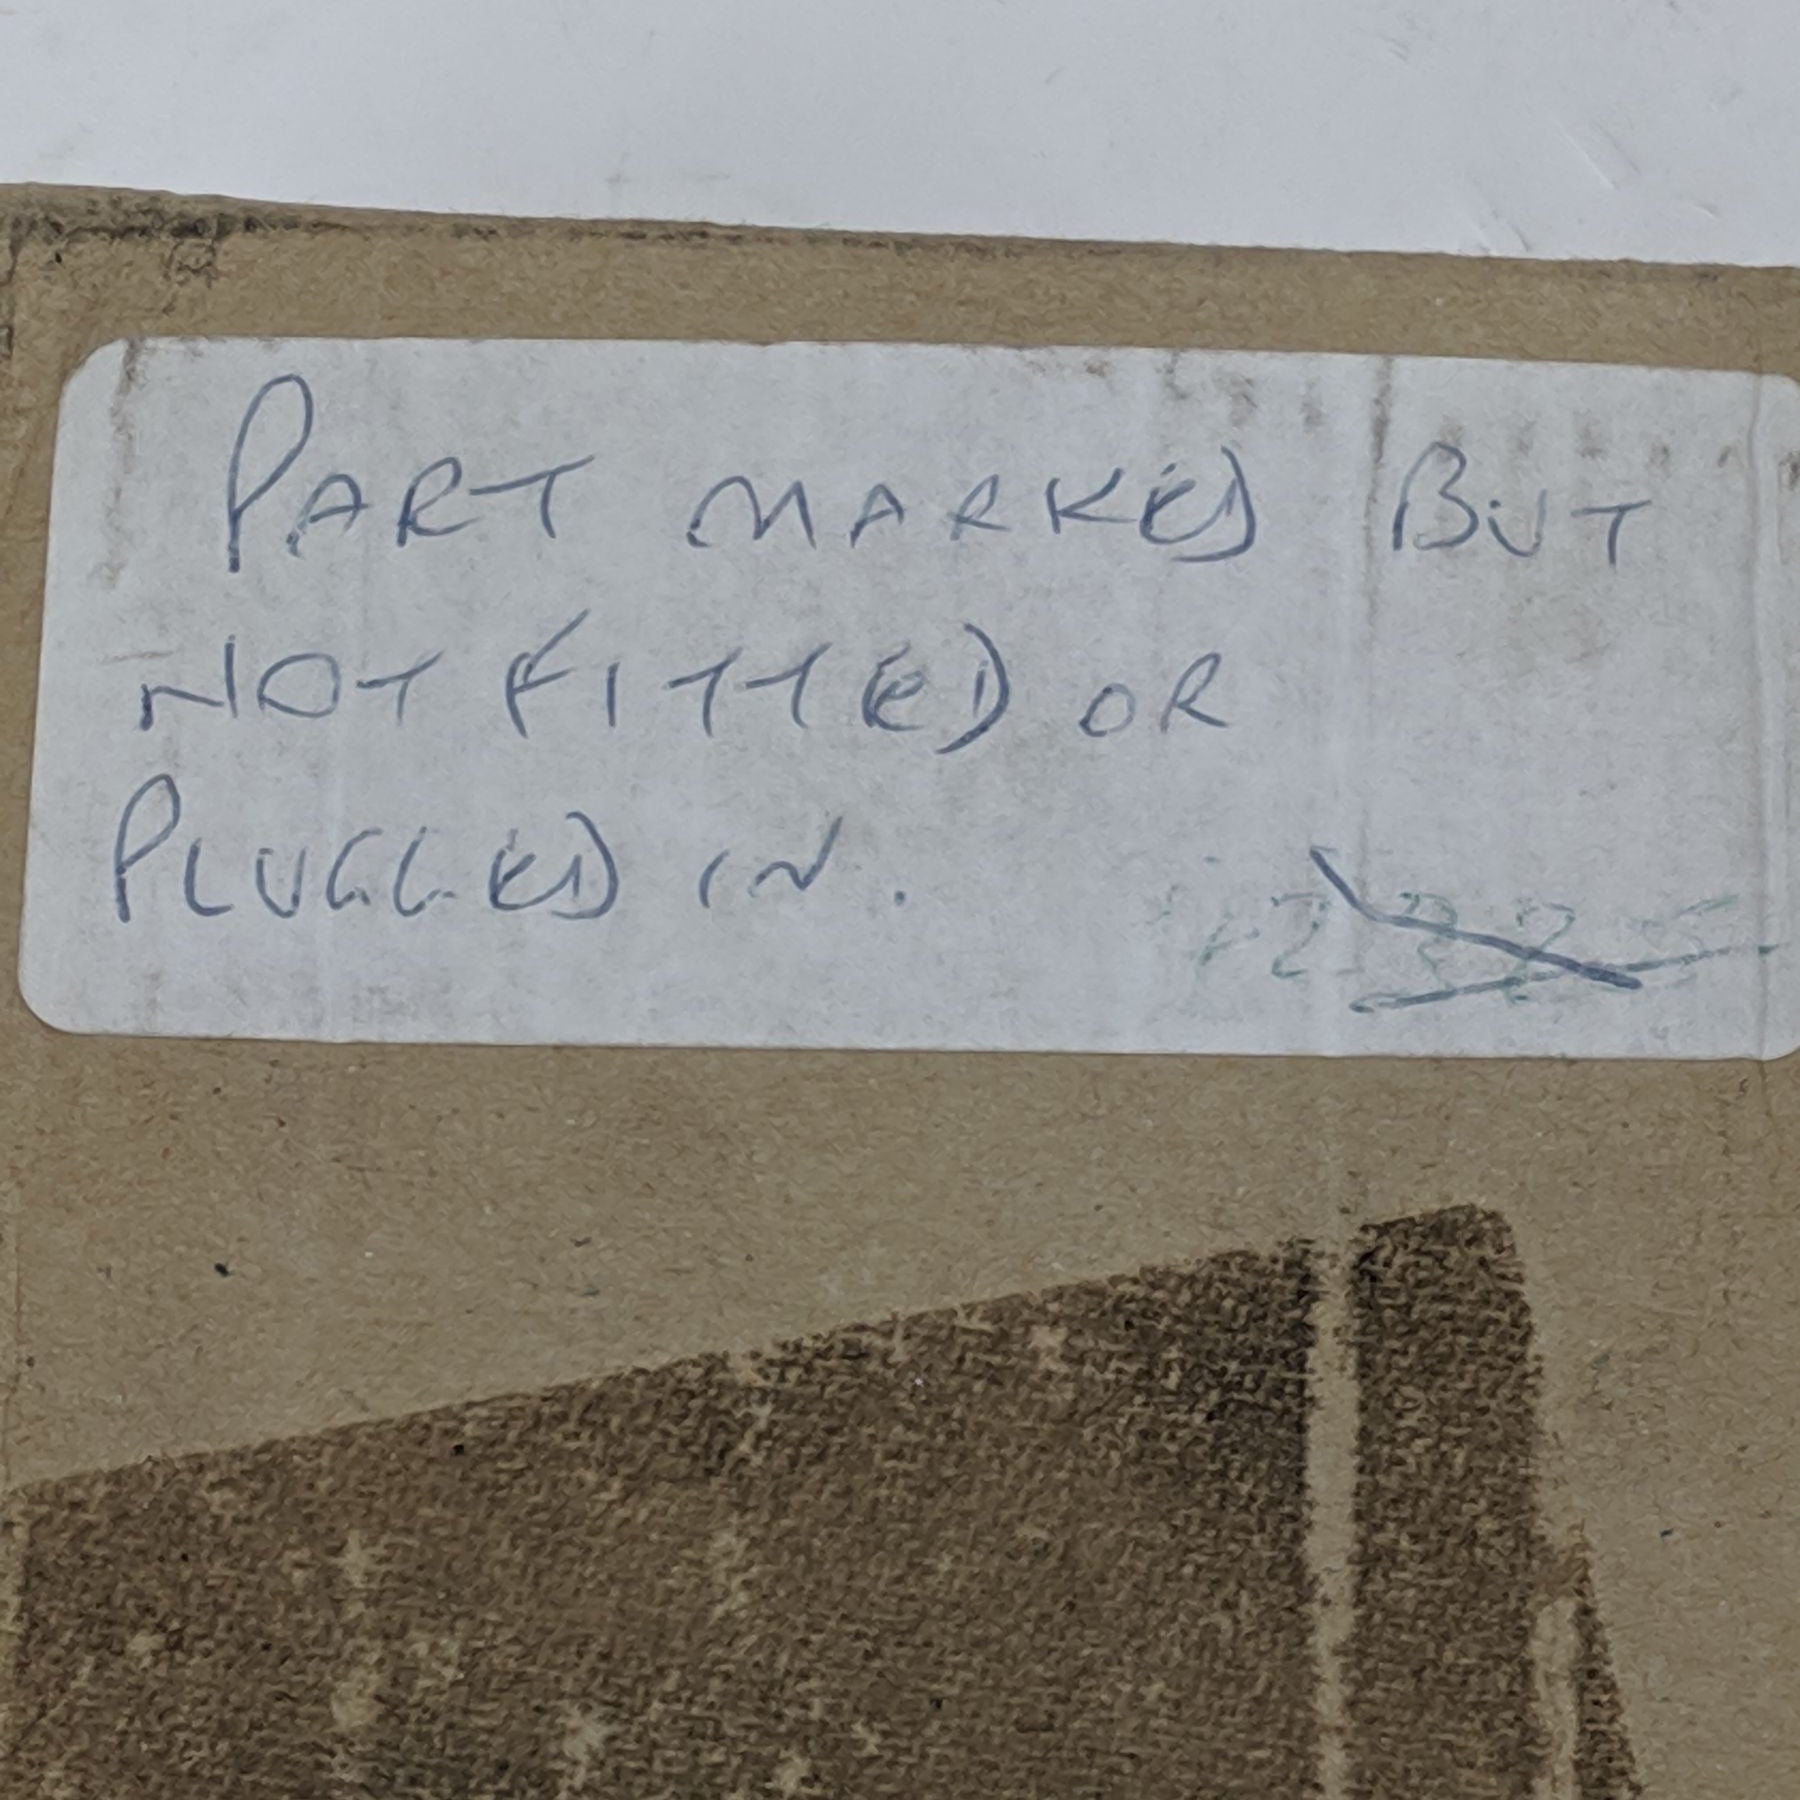 PART MARKED BUT
NOT FITTED OR
PLUGGED IN.